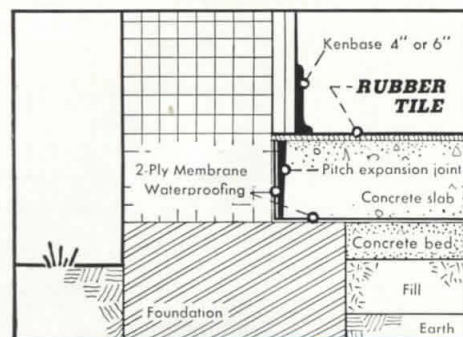 Kenbase 4" or 6"
RUBBER
TILE
2-Ply Membrane
Waterproofing
Pitch expansion joint
Concrete slab
Concrete bed
Fill
Foundation
Earth